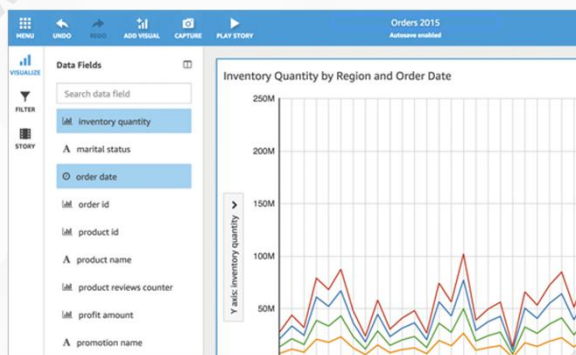 MENU
UNDO
REDO
ADD VISUAL
CAPTURE
PLAY STORY
Orders 2015
Autosave enabled
VISUALIZE
FILTER
STORY
Data Fields
Search data field
inventory quantity
A marital status
order date
order id
product id
A product name
product reviews counter
profit amount
A promotion name
Inventory Quantity by Region and Order Date
250M
200M
150M
100M
50M
Y axis: inventory quantity